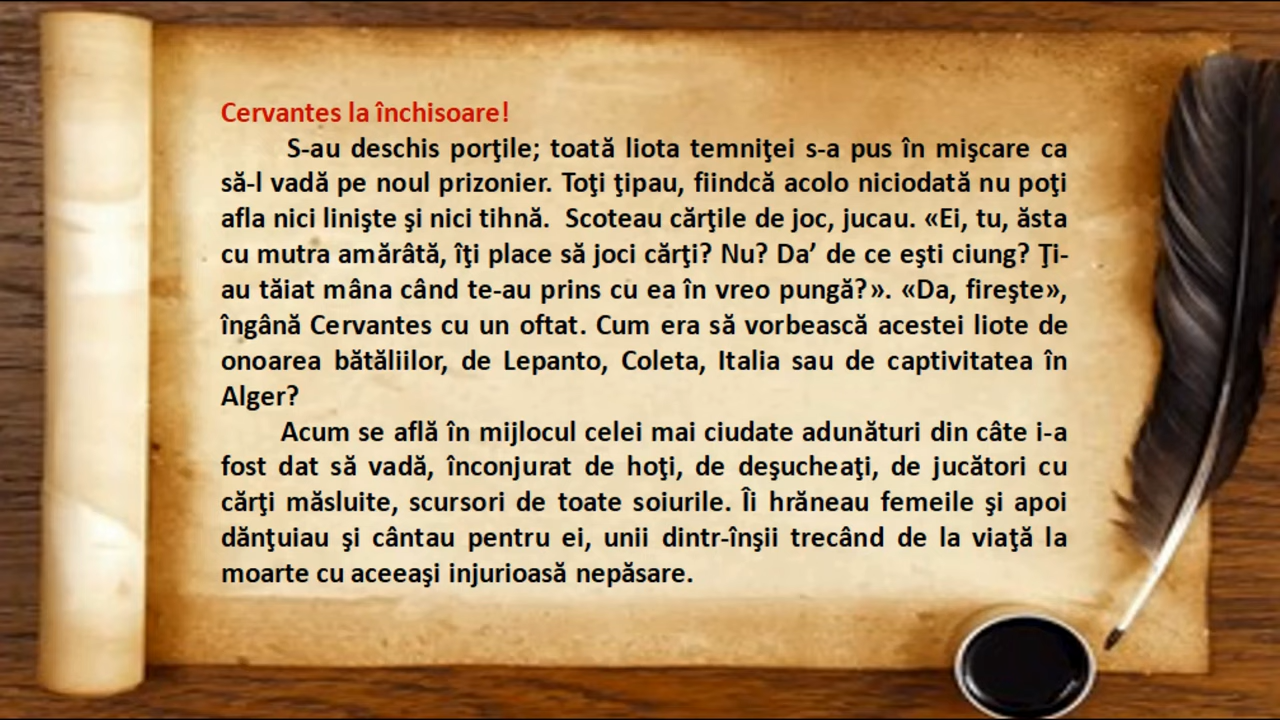 Cervantes la închisoare!
S-au deschis porţile; toată liota temniţei s-a pus în mişcare ca
să-l vadă pe noul prizonier. Toţi ţipau, fiindcă acolo niciodată nu poţi
afla nici linişte şi nici tihnă. Scoteau cărţile de joc, jucau. «Ei, tu, ăsta
cu mutra amărâtă, îţi place să joci cărţi? Nu? Da’ de ce eşti ciung? Ţi-
au tăiat mâna când te-au prins cu ea în vreo pungă?». «Da, fireşte»,
îngână Cervantes cu un oftat. Cum era să vorbească acestei liote de
onoarea bătăliilor, de Lepanto, Coleta, Italia sau de captivitatea în
Alger?
Acum se află în mijlocul celei mai ciudate adunături din câte i-a
fost dat să vadă, înconjurat de hoţi, de deşucheaţi, de jucători cu
cărţi măsluite, scursori de toate soiurile. Îi hrăneau femeile şi apoi
dănţuiau şi cântau pentru ei, unii dintr-înşii trecând de la viaţă la
moarte cu aceeaşi injurioasă nepăsare.